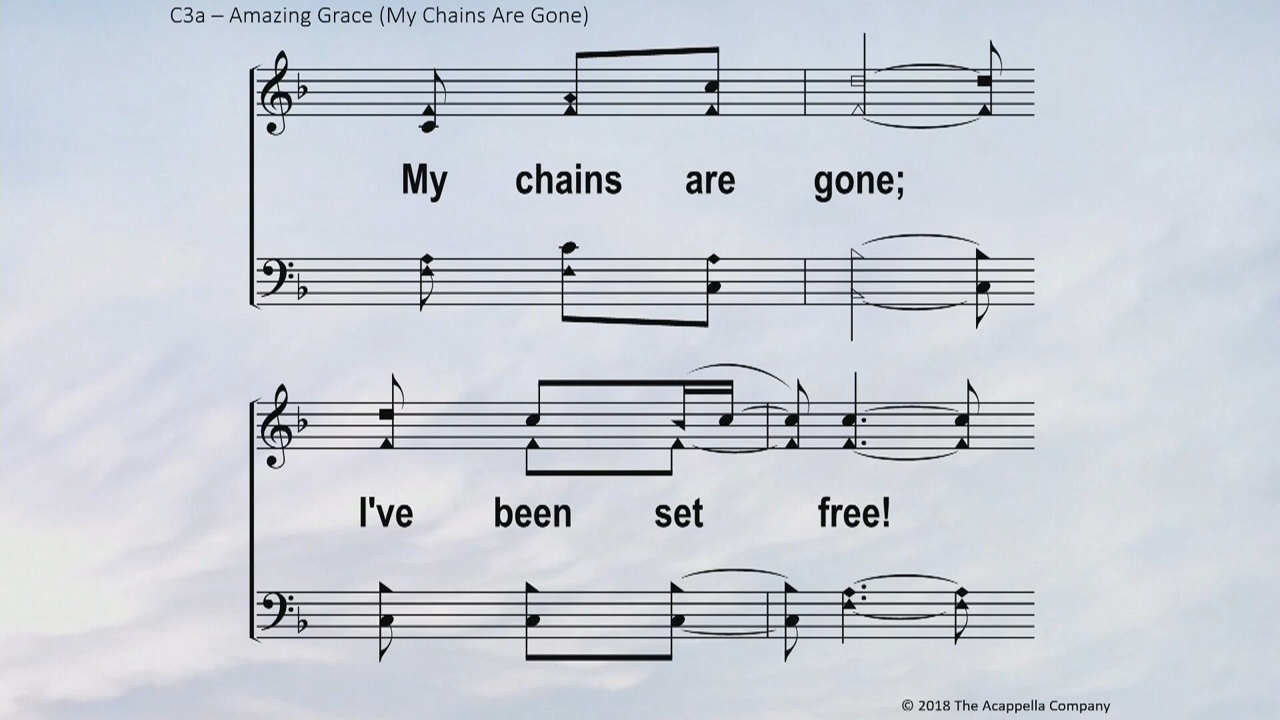 C3a – Amazing Grace (My Chains Are Gone)
My chains are gone;
I've been set free!
© 2018 The Acappella Company